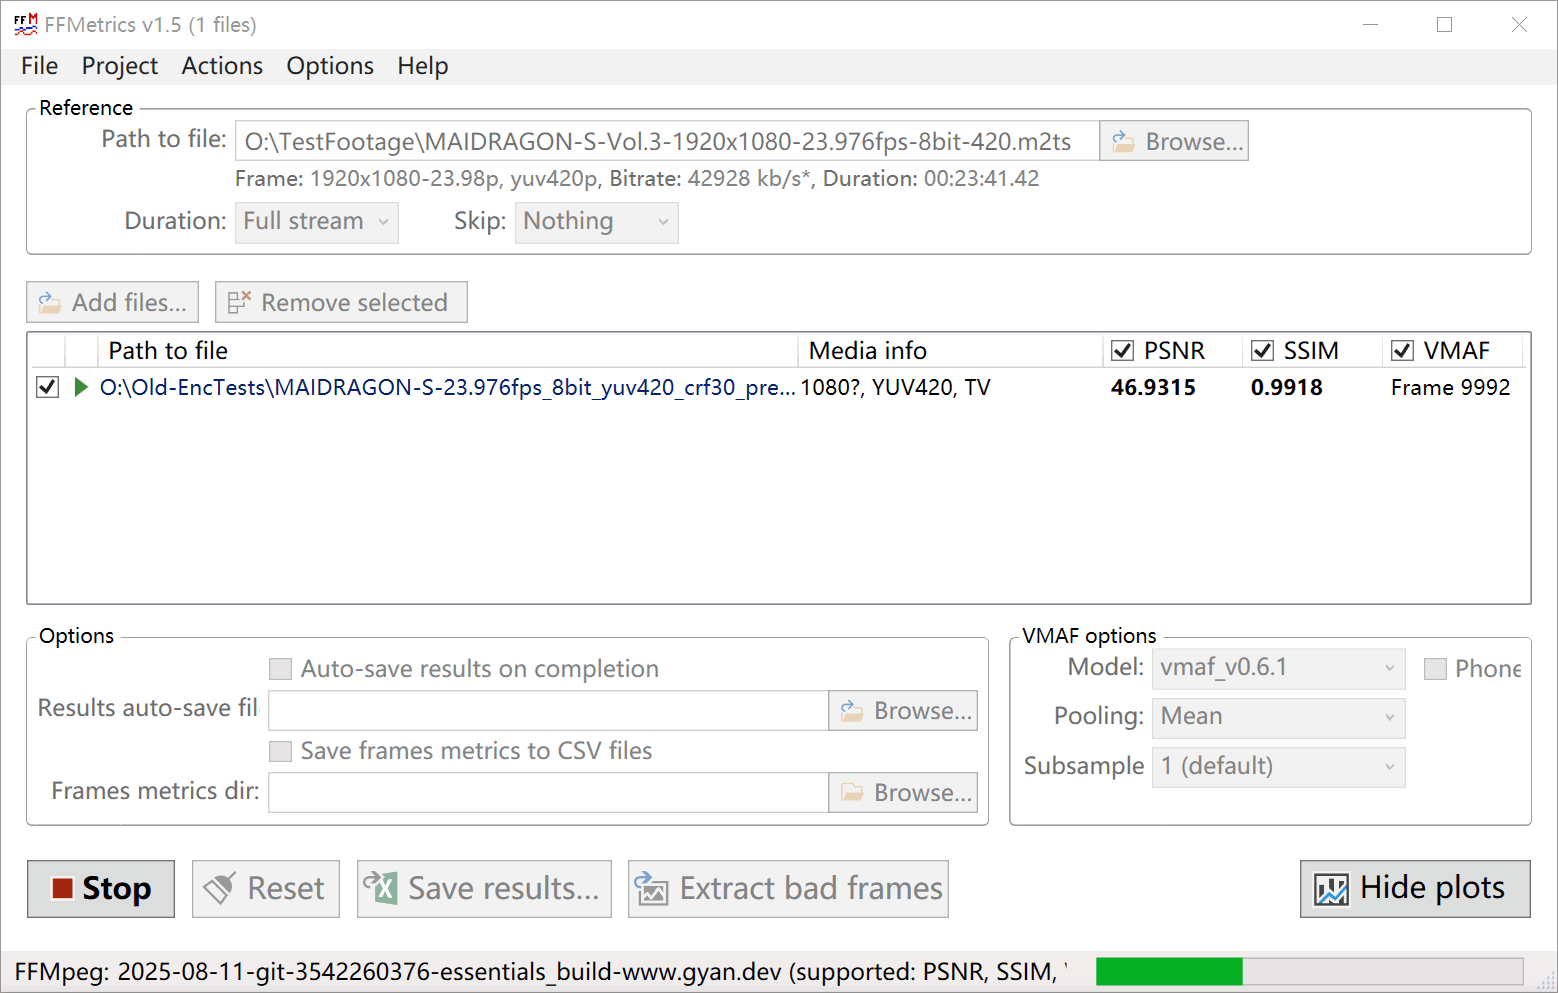 FFMetrics v1.5 (1 files)
File Project Actions Options Help
Reference
Path to file: O:\TestFootage\MAIDRAGON-S-Vol.3-1920x1080-23.976fps-8bit-420.m2ts Browse...
Frame: 1920x1080-23.98p, yuv420p, Bitrate: 42928 kb/s*, Duration: 00:23:41.42
Duration: Full stream Skip: Nothing
Add files... Remove selected
Path to file Media info PSNR SSIM VMAF
O:\Old-EncTests\MAIDRAGON-S-23.976fps_8bit_yuv420_crf30_pre... 1080?, YUV420, TV 46.9315 0.9918 Frame 9992
Options
Auto-save results on completion
Results auto-save fil Browse...
Save frames metrics to CSV files
Frames metrics dir: Browse...
VMAF options
Model: vmaf_v0.6.1 Phone
Pooling: Mean
Subsample 1 (default)
Stop Reset Save results... Extract bad frames Hide plots
FFMpeg: 2025-08-11-git-3542260376-essentials_build-www.gyan.dev (supported: PSNR, SSIM,